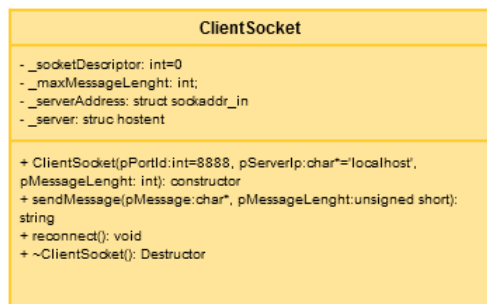 ClientSocket
- _socketDescriptor: int=0
- _maxMessageLenght: int;
- _serverAddress: struct sockaddr_in
- _server: struc hostent
+ ClientSocket(pPortId:int=8888, pServerIp:char*='localhost',
pMessageLenght: int): constructor
+ sendMessage(pMessage:char*, pMessageLenght:unsigned short):
string
+ reconnect(): void
+ ~ClientSocket(): Destructor